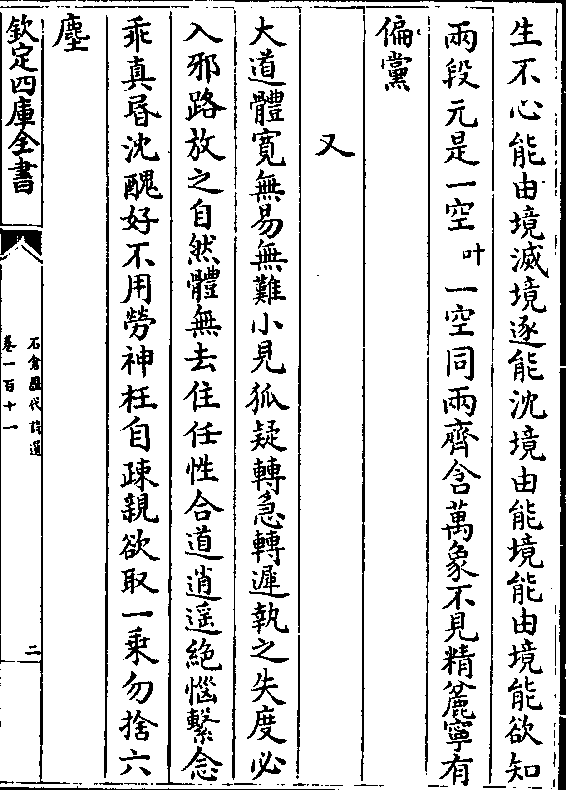 生不心能由境滅境逐能沈境由能境能由境能欲知
兩段元是一空叶一空同兩齊含萬象不見精麄寧有
偏黨
又
大道體寛無易無難小見狐疑轉急轉遲執之失度必
入邪路放之自然體無去住任性合道逍遥絶惱繫念
乖真昬沈醜好不用勞神枉自疎親欲取一乘勿捨六
塵
欽定四庫全書
石倉歷代詩選
卷一百十一
二